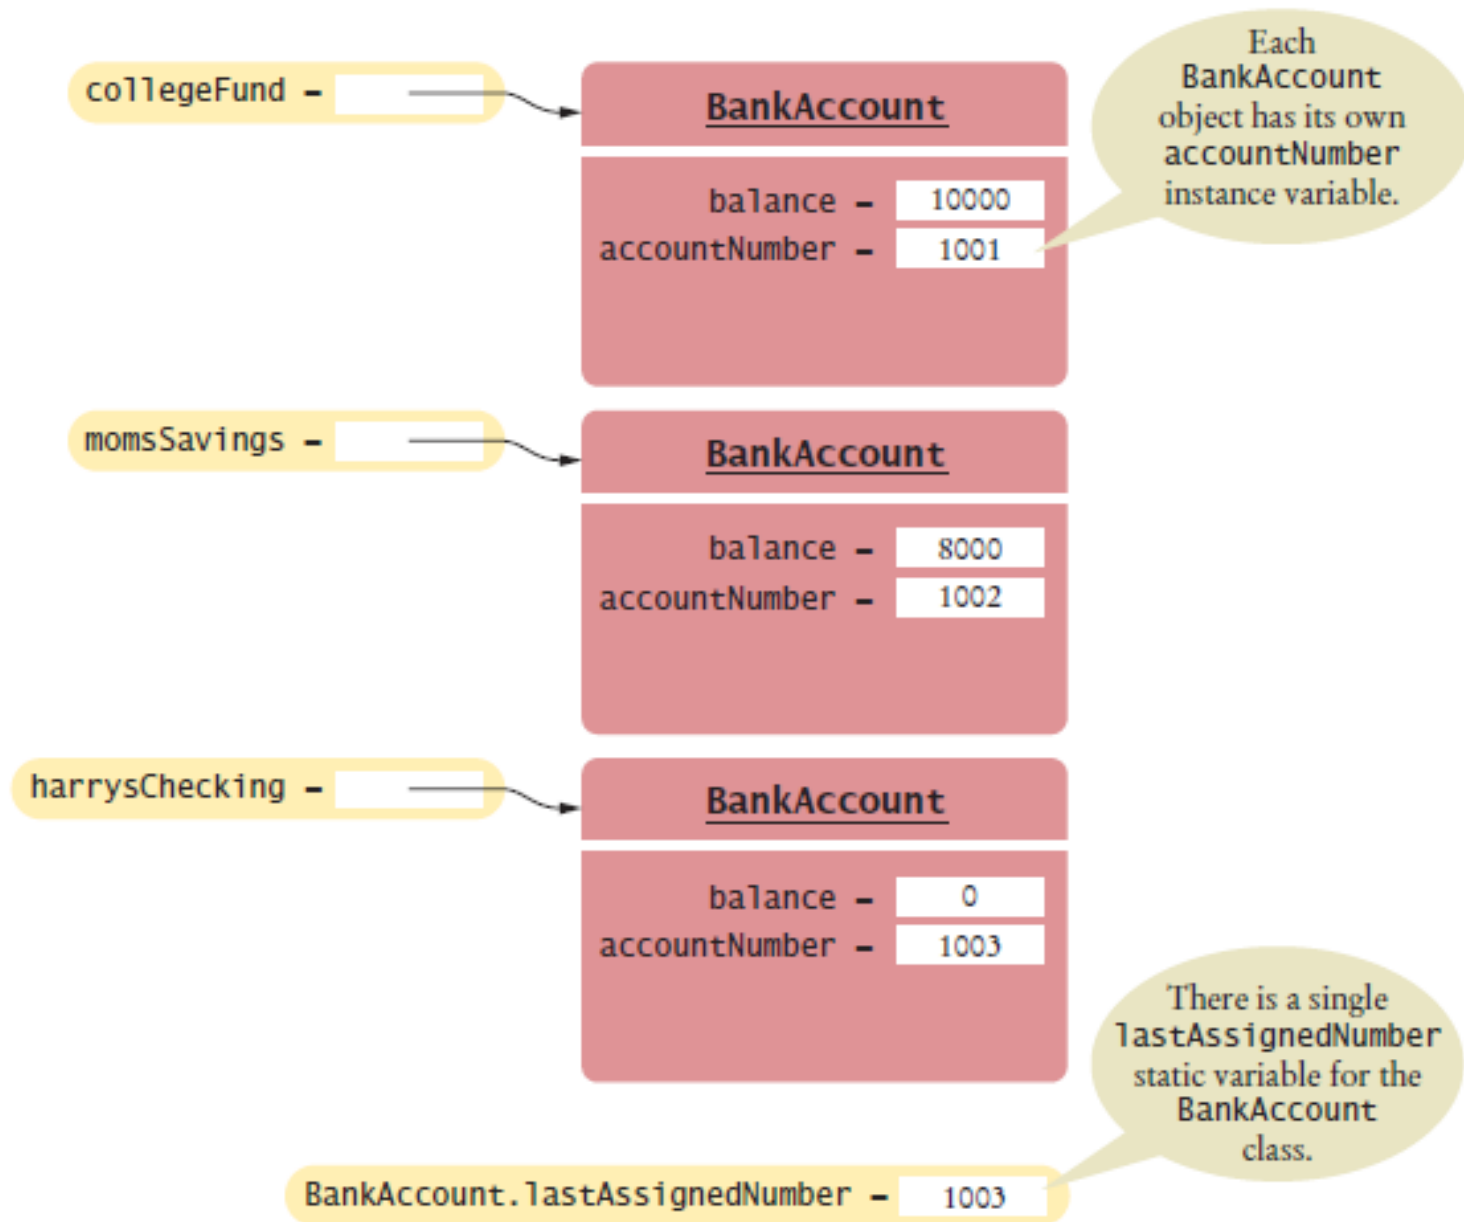 collegeFund =
BankAccount
balance = 10000
accountNumber = 1001
Each
BankAccount
object has its own
accountNumber
instance variable.
momsSavings =
BankAccount
balance = 8000
accountNumber = 1002
harrysChecking =
BankAccount
balance = 0
accountNumber = 1003
There is a single
lastAssignedNumber
static variable for the
BankAccount
class.
BankAccount.lastAssignedNumber = 1003